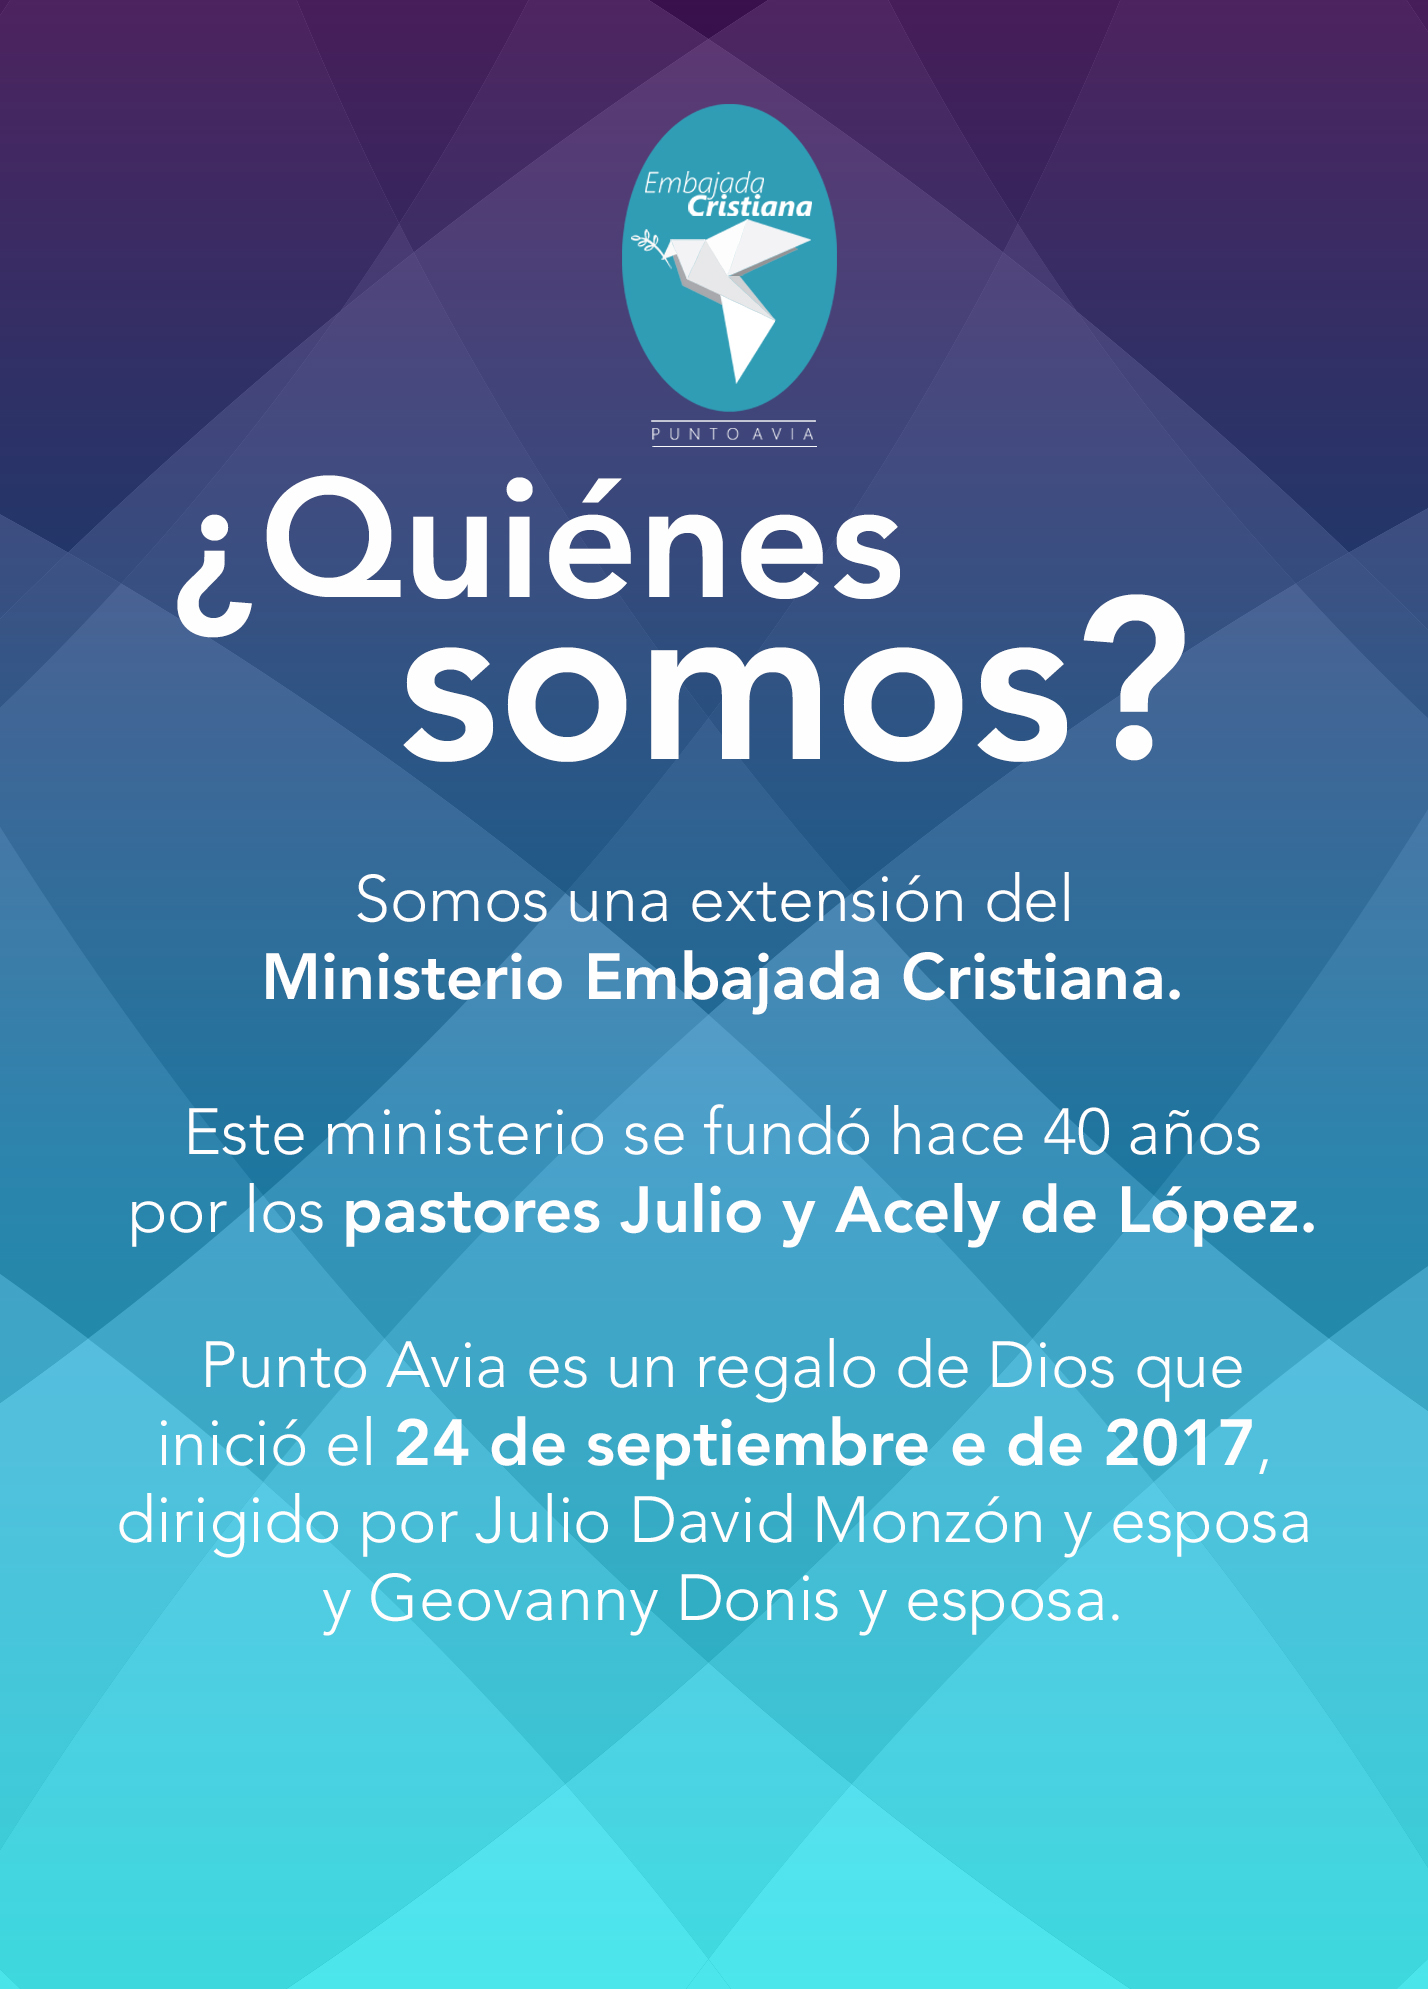 Embajada
Cristiana
PUNTO AVIA
¿Quiénes
somos?
Somos una extensión del
Ministerio Embajada Cristiana.
Este ministerio se fundó hace 40 años
por los pastores Julio y Acely de López.
Punto Avia es un regalo de Dios que
inició el 24 de septiembre e de 2017,
dirigido por Julio David Monzón y esposa
y Geovanny Donis y esposa.